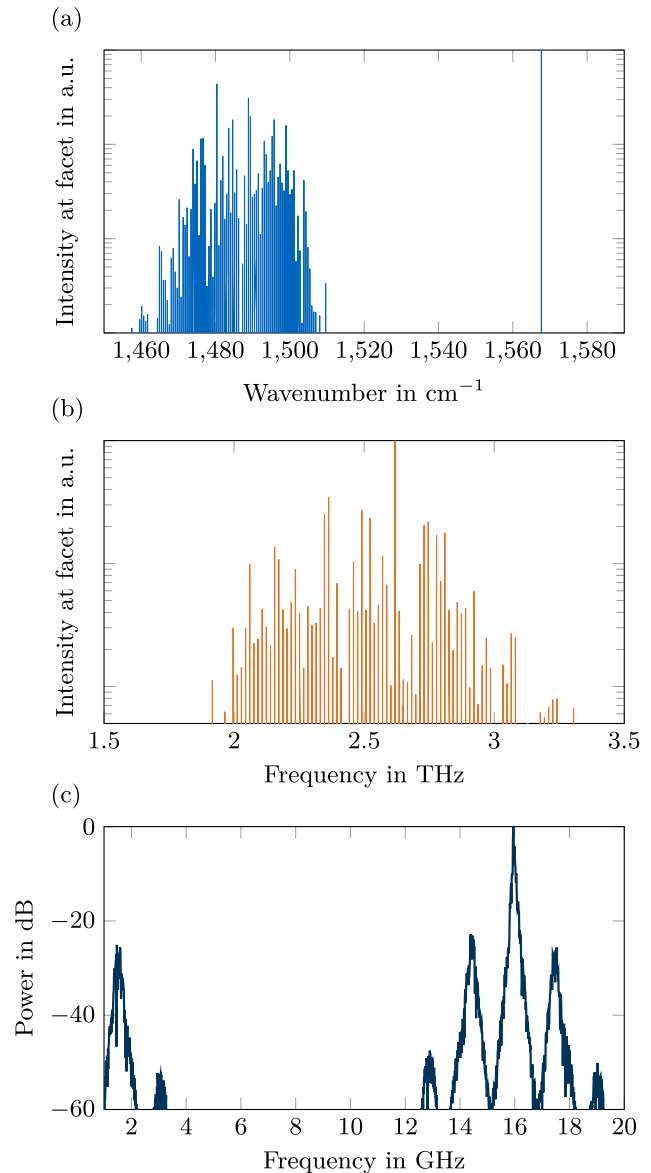 (a)
Intensity at facet in a.u.
1,460 1,480 1,500 1,520 1,540 1,560 1,580
Wavenumber in cm⁻¹
(b)
Intensity at facet in a.u.
1.5 2 2.5 3 3.5
Frequency in THz
(c)
Power in dB
0
−20
−40
−60
2 4 6 8 10 12 14 16 18 20
Frequency in GHz